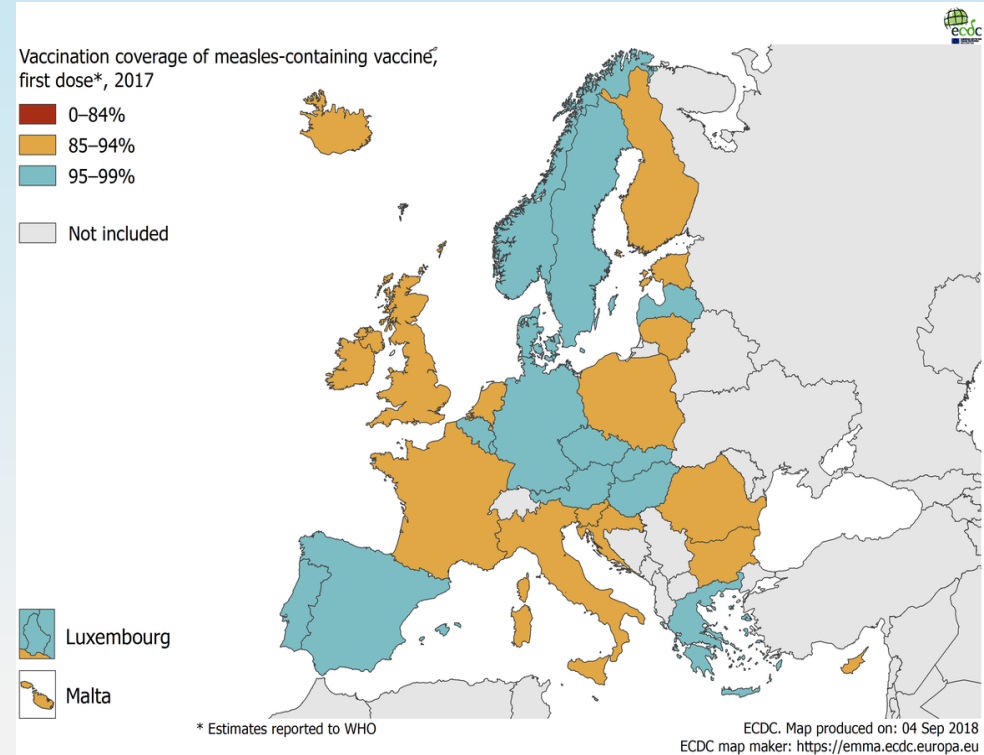 ecdc
Vaccination coverage of measles-containing vaccine,
first dose*, 2017
0–84%
85–94%
95–99%
Not included
Luxembourg
Malta
* Estimates reported to WHO
ECDC. Map produced on: 04 Sep 2018
ECDC map maker: https://emma.ecdc.europa.eu